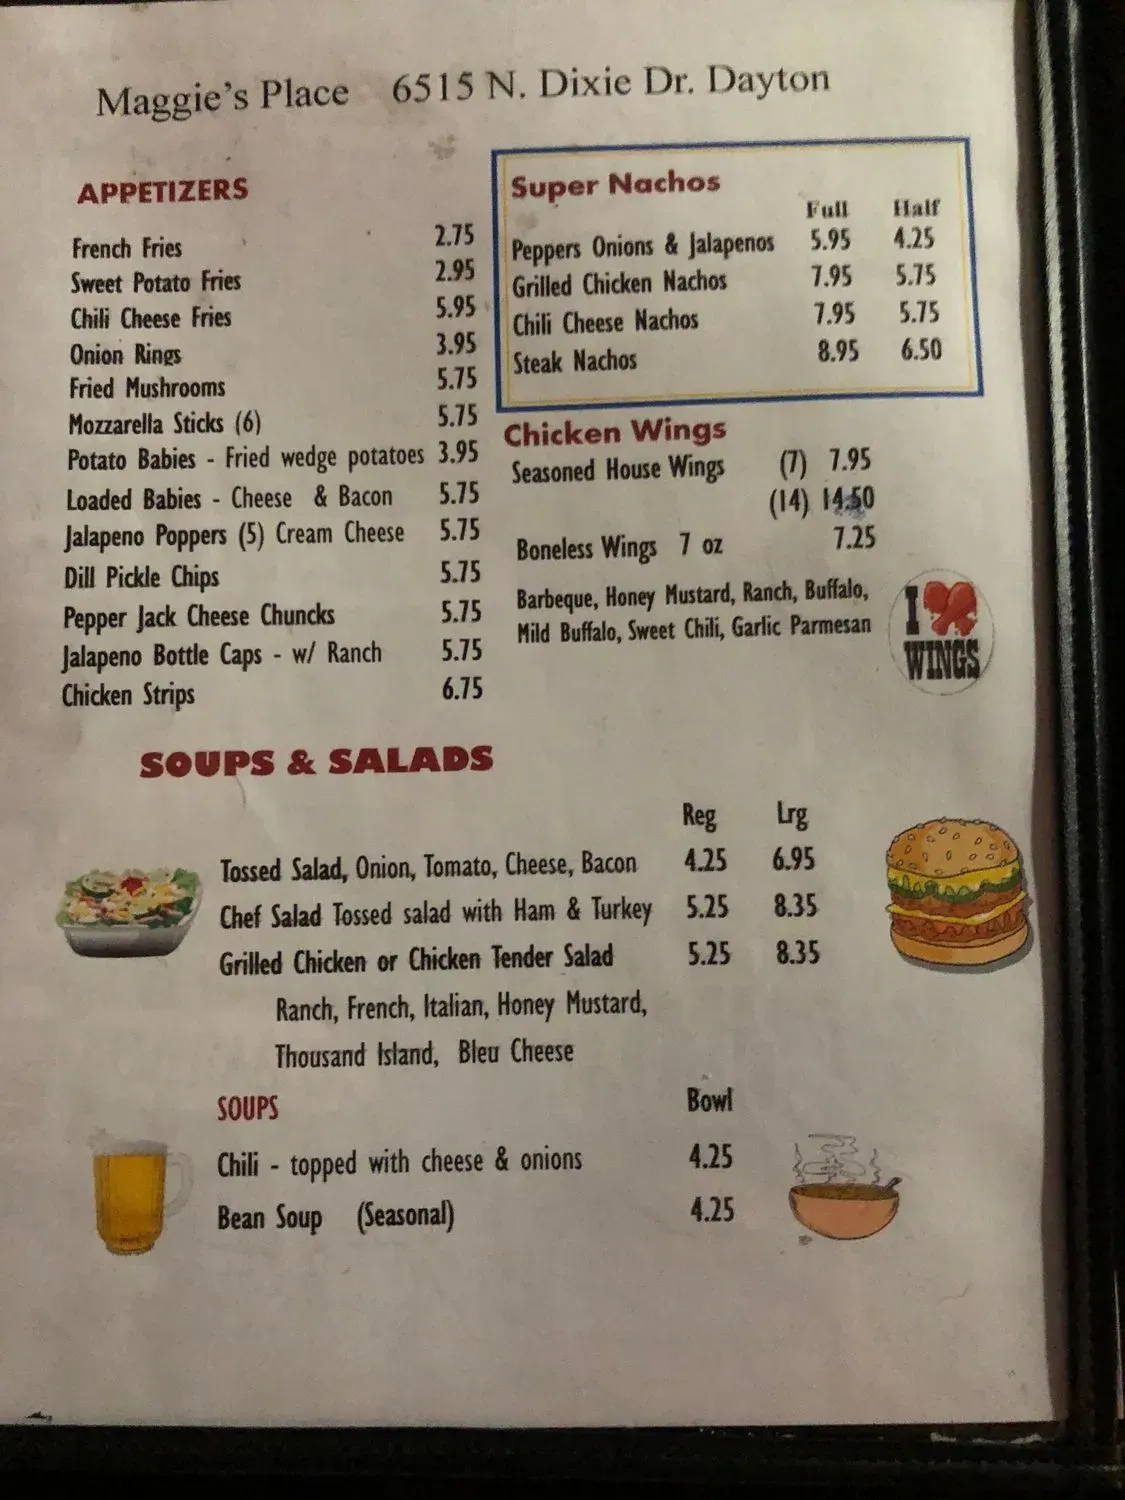 Maggie's Place 6515 N. Dixie Dr. Dayton
APPETIZERS
French Fries 2.75
Sweet Potato Fries 2.95
Chili Cheese Fries 5.95
Onion Rings 3.95
Fried Mushrooms 5.75
Mozzarella Sticks (6) 5.75
Potato Babies - Fried wedge potatoes 3.95
Loaded Babies - Cheese & Bacon 5.75
Jalapeno Poppers (5) Cream Cheese 5.75
Dill Pickle Chips 5.75
Pepper Jack Cheese Chuncks 5.75
Jalapeno Bottle Caps - w/ Ranch 5.75
Chicken Strips 6.75
Super Nachos
Full Half
Peppers Onions & Jalapenos 5.95 4.25
Grilled Chicken Nachos 7.95 5.75
Chili Cheese Nachos 7.95 5.75
Steak Nachos 8.95 6.50
Chicken Wings
Seasoned House Wings (7) 7.95
(14) 14.50
Boneless Wings 7 oz 7.25
Barbeque, Honey Mustard, Ranch, Buffalo,
Mild Buffalo, Sweet Chili, Garlic Parmesan
I
WINGS
SOUPS & SALADS
Reg Lrg
Tossed Salad, Onion, Tomato, Cheese, Bacon 4.25 6.95
Chef Salad Tossed salad with Ham & Turkey 5.25 8.35
Grilled Chicken or Chicken Tender Salad 5.25 8.35
Ranch, French, Italian, Honey Mustard,
Thousand Island, Bleu Cheese
SOUPS Bowl
Chili - topped with cheese & onions 4.25
Bean Soup (Seasonal) 4.25